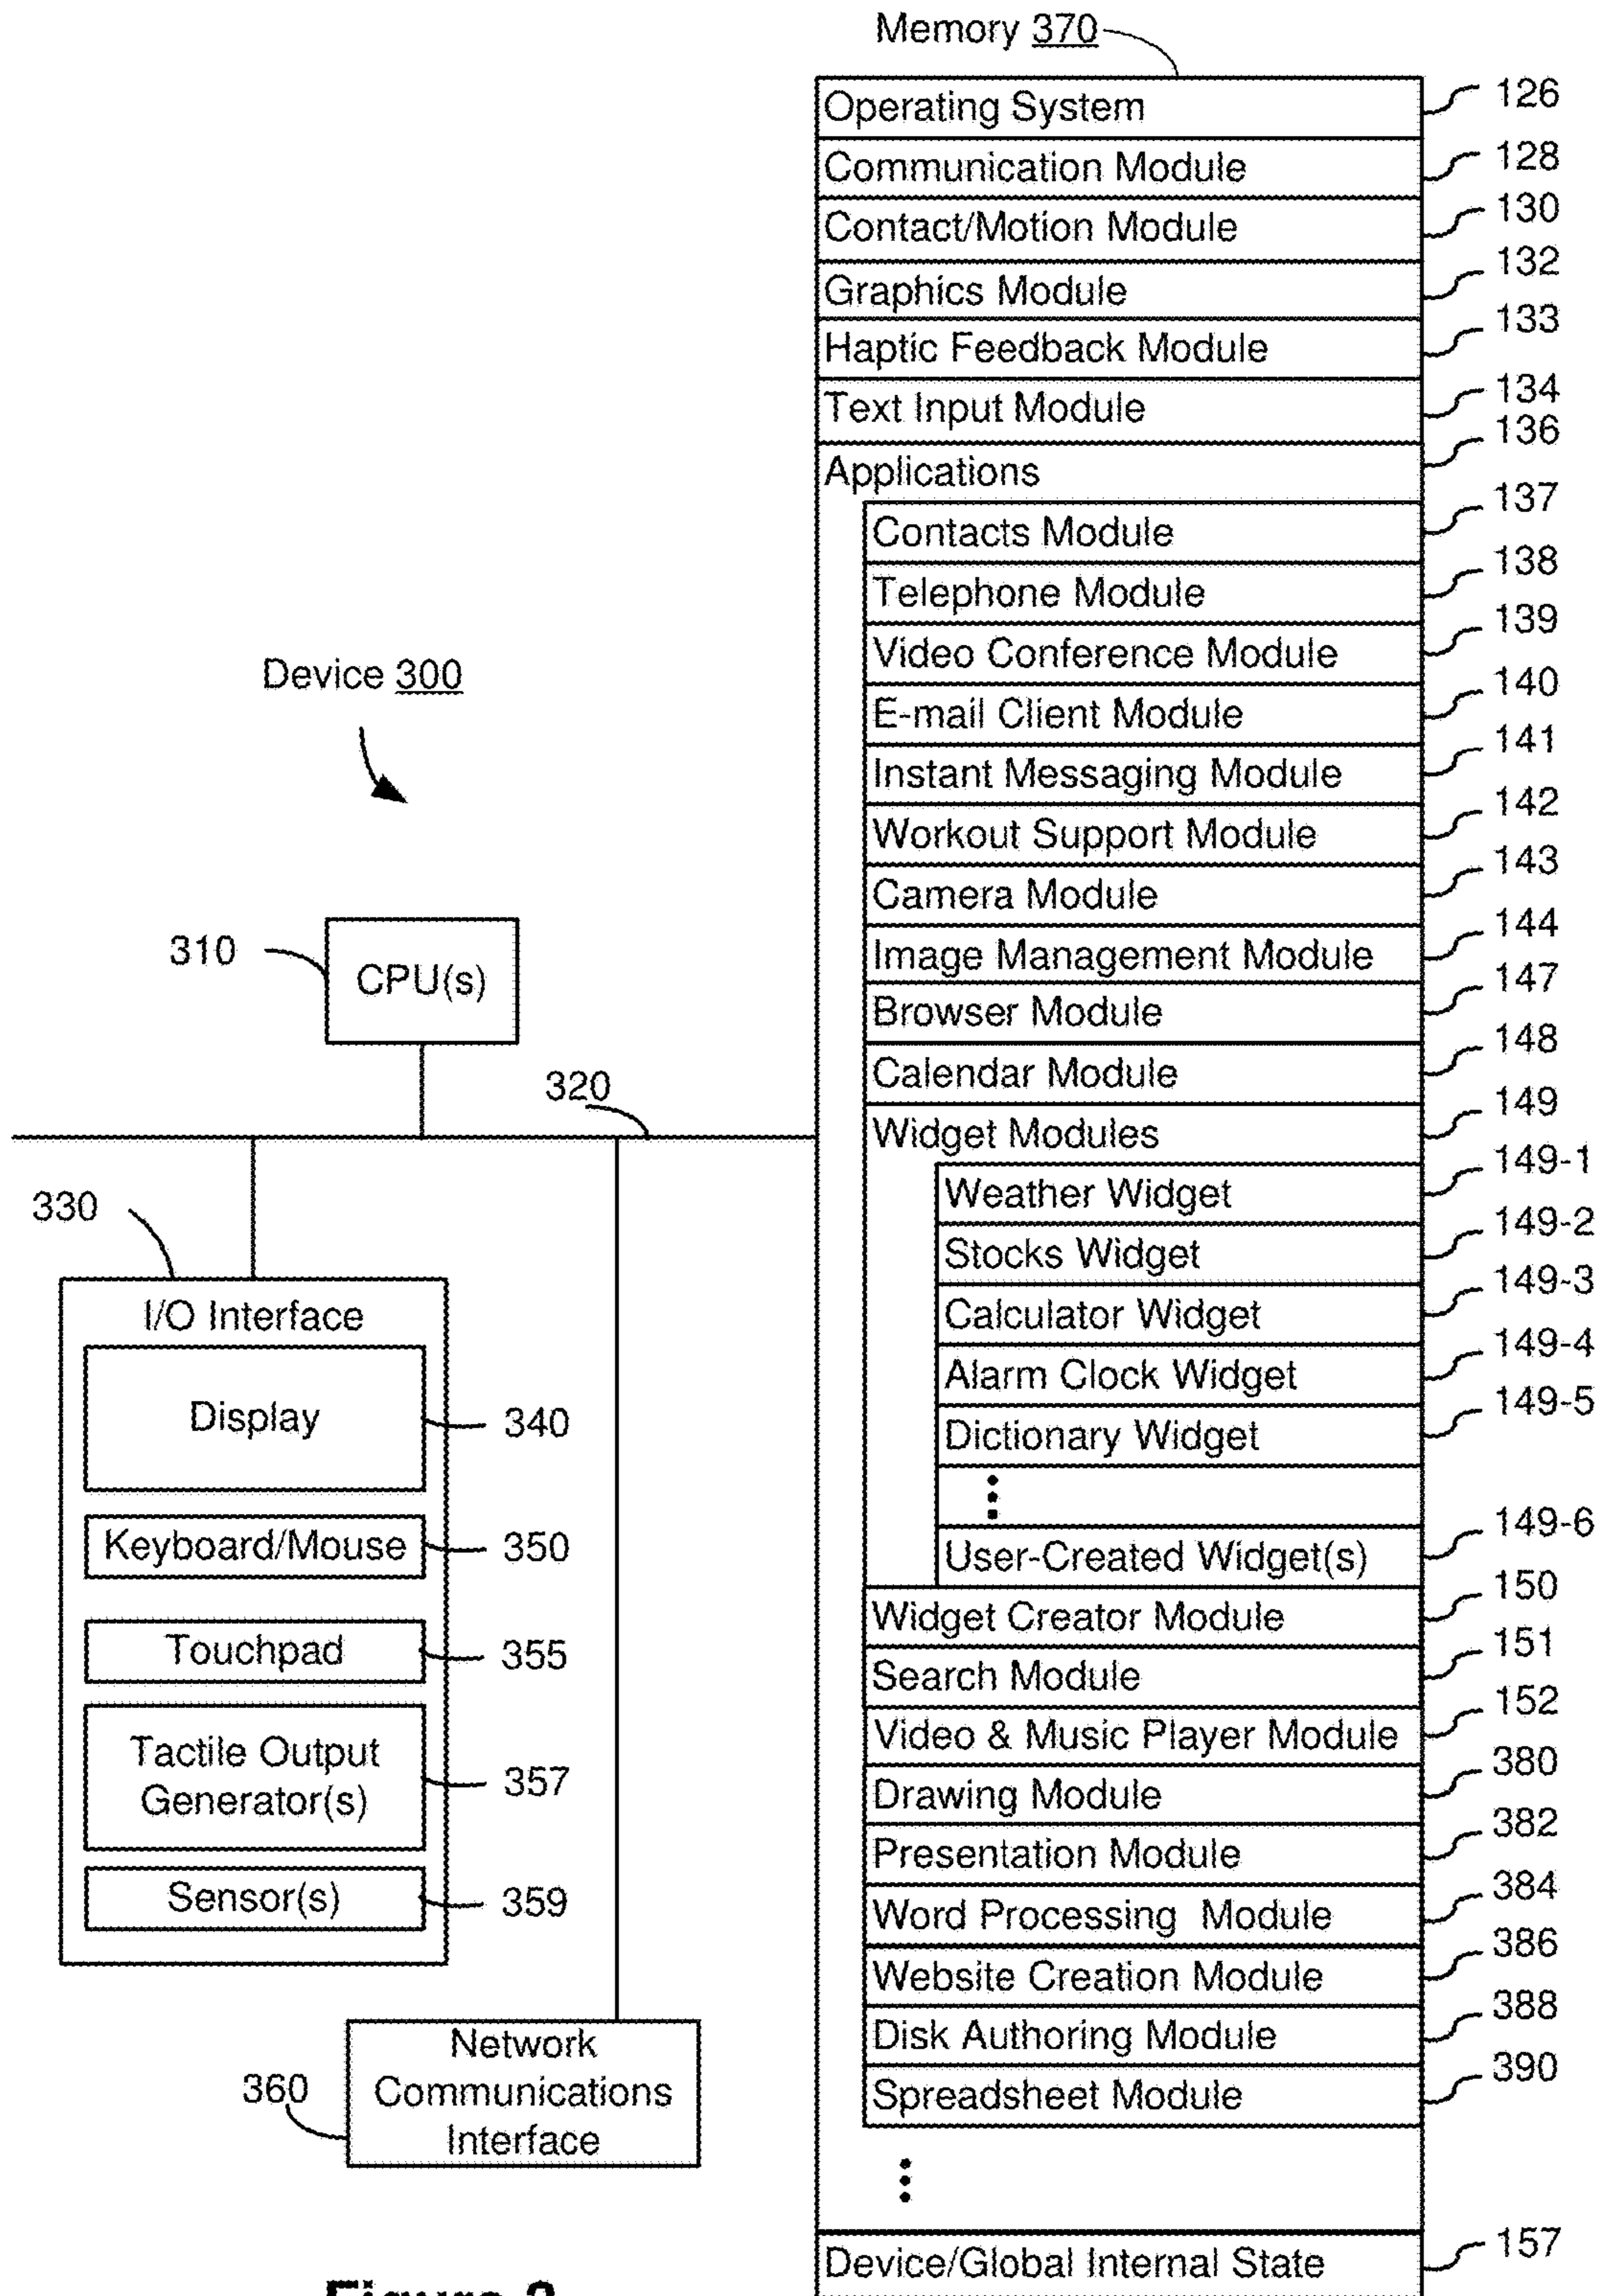 Memory 370
Operating System
126
Communication Module
128
Contact/Motion Module
130
Graphics Module
132
Haptic Feedback Module
133
Text Input Module
134
Applications
136
Contacts Module
137
Telephone Module
138
Video Conference Module
139
E-mail Client Module
140
Instant Messaging Module
141
Workout Support Module
142
Camera Module
143
Image Management Module
144
Browser Module
147
Calendar Module
148
Widget Modules
149
Weather Widget
149-1
Stocks Widget
149-2
Calculator Widget
149-3
Alarm Clock Widget
149-4
Dictionary Widget
149-5
User-Created Widget(s)
149-6
Widget Creator Module
150
Search Module
151
Video & Music Player Module
152
Drawing Module
380
Presentation Module
382
Word Processing  Module
384
Website Creation Module
386
Disk Authoring Module
388
Spreadsheet Module
390
Device/Global Internal State
157
Device 300
310
CPU(s)
320
330
I/O Interface
Display
340
Keyboard/Mouse
350
Touchpad
355
Tactile Output
Generator(s)
357
Sensor(s)
359
Network
Communications
Interface
360